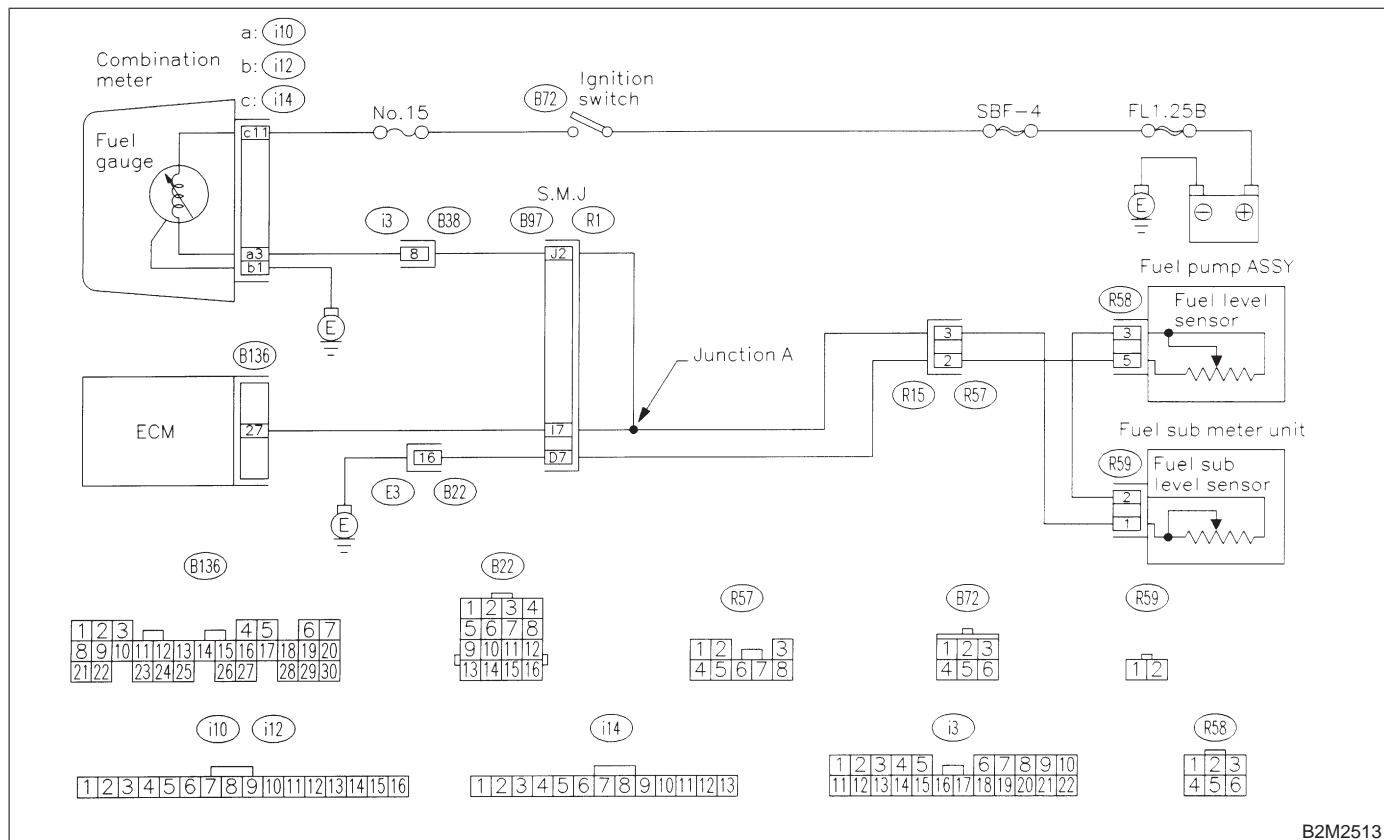 a: i10
b: i12
c: i14
Combination
meter
No.15
B72
Ignition
switch
SBF-4
FL1.25B
c11
Fuel
gauge
S.M.J
i3 B38 B97 R1
E
⊖ ⊕
a3
b1
8
J2
Fuel pump ASSY
R58
Fuel level
sensor
E
3
5
B136
Junction A
3
2
R15 R57
ECM
27
I7
Fuel sub meter unit
R59
Fuel sub
level sensor
16
D7
E3 B22
2
1
E
B136
1 2 3 4 5 6 7
8 9 10 11 12 13 14 15 16 17 18 19 20
21 22 23 24 25 26 27 28 29 30
B22
1 2 3 4
5 6 7 8
9 10 11 12
13 14 15 16
R57
1 2 3
4 5 6 7 8
B72
1 2 3
4 5 6
R59
1 2
i10 i12
1 2 3 4 5 6 7 8 9 10 11 12 13 14 15 16
i14
1 2 3 4 5 6 7 8 9 10 11 12 13
i3
1 2 3 4 5 6 7 8 9 10
11 12 13 14 15 16 17 18 19 20 21 22
R58
1 2 3
4 5 6
B2M2513